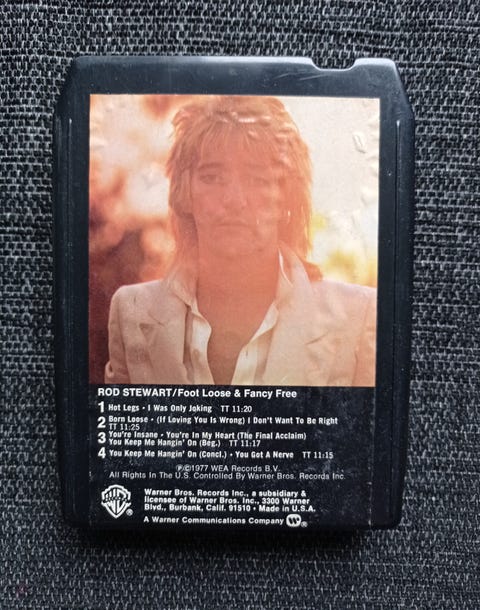 ROD STEWART/Foot Loose & Fancy Free
1 Hot Legs • I Was Only Joking TT 11:20
2 Born Loose • (If Loving You Is Wrong) I Don't Want To Be Right
TT 11:25
3 You're Insane • You're In My Heart (The Final Acclaim)
You Keep Me Hangin' On (Beg.) TT 11:17
4 You Keep Me Hangin' On (Concl.) • You Got A Nerve TT 11:15
℗©1977 WEA Records B.V.
All Rights In The U.S. Controlled By Warner Bros. Records Inc.
Warner Bros. Records Inc., a subsidiary &
licensee of Warner Bros. Inc., 3300 Warner
Blvd., Burbank, Calif. 91510 • Made in U.S.A.
A Warner Communications Company ®